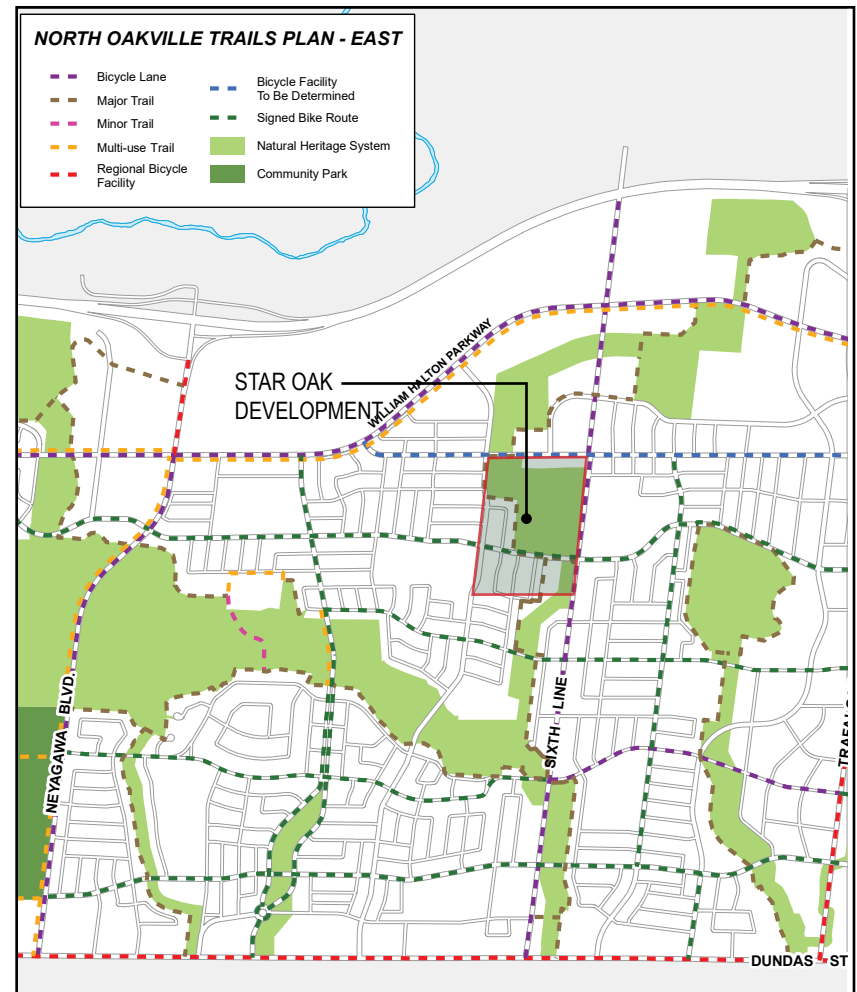 NORTH OAKVILLE TRAILS PLAN - EAST
Bicycle Lane
Major Trail
Minor Trail
Multi-use Trail
Regional Bicycle
Facility
Bicycle Facility
To Be Determined
Signed Bike Route
Natural Heritage System
Community Park
WILLIAM HALTON PARKWAY
STAR OAK
DEVELOPMENT
NEYAGAWA BLVD.
SIXTH LINE
DUNDAS ST